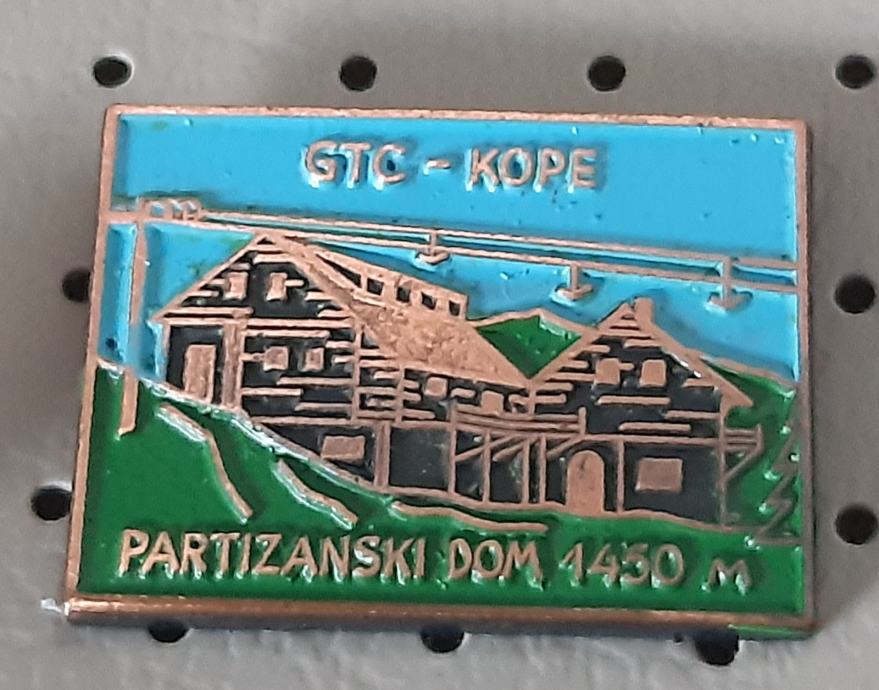 GTC - KOPE
PARTIZANSKI DOM 1450 M